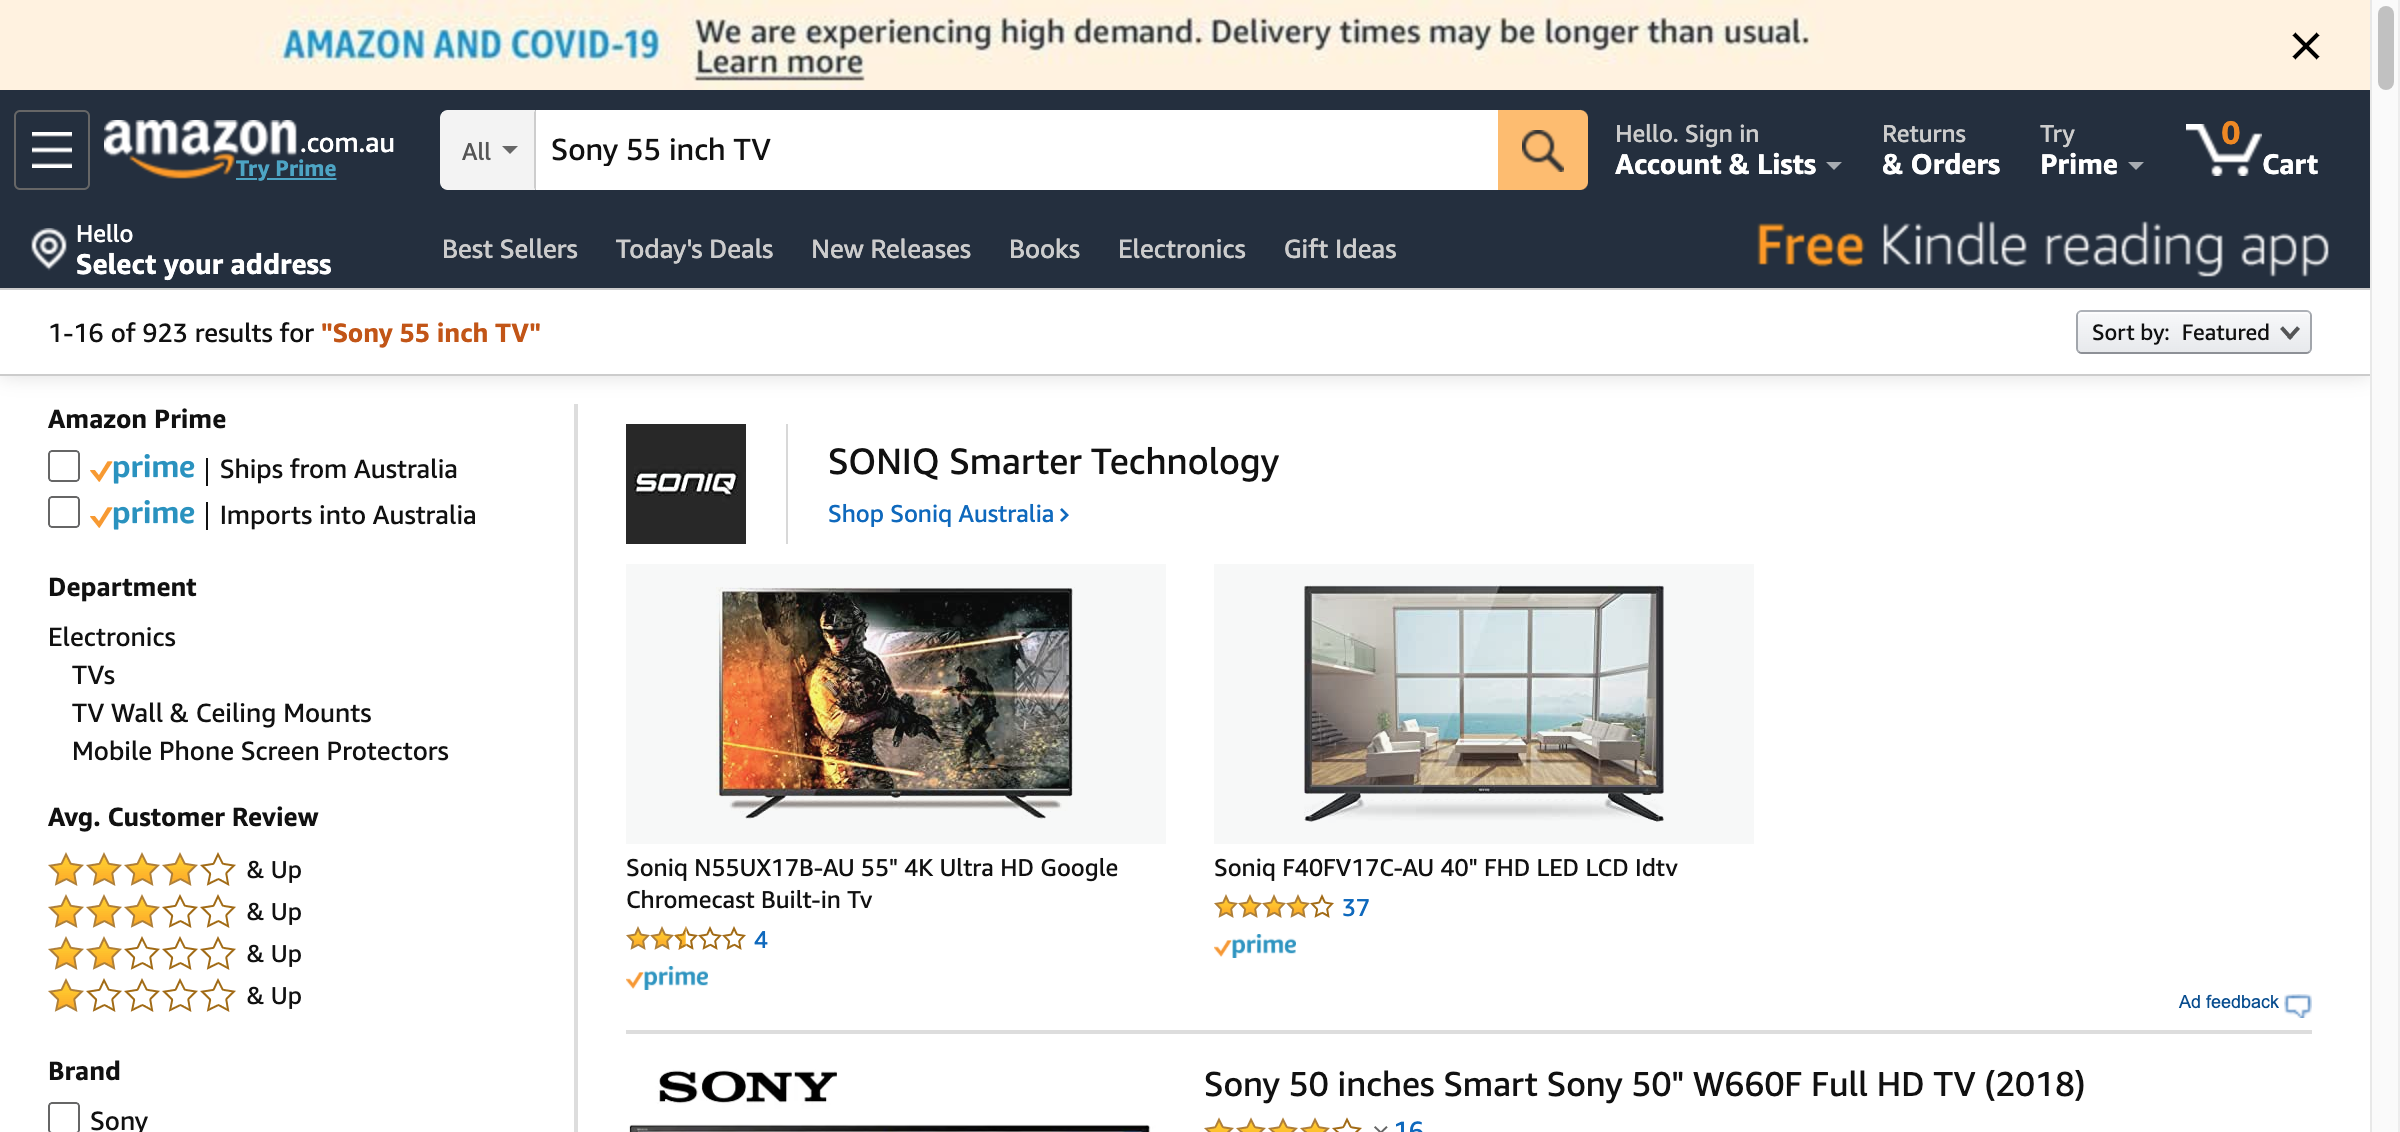 AMAZON AND COVID-19
We are experiencing high demand. Delivery times may be longer than usual.
Learn more
amazon.com.au
Try Prime
All
Sony 55 inch TV
Hello. Sign in
Account & Lists
Returns
& Orders
Try
Prime
0
Cart
Hello
Select your address
Best Sellers
Today's Deals
New Releases
Books
Electronics
Gift Ideas
Free Kindle reading app
1-16 of 923 results for "Sony 55 inch TV"
Sort by: Featured
Amazon Prime
prime | Ships from Australia
prime | Imports into Australia
Department
Electronics
TVs
TV Wall & Ceiling Mounts
Mobile Phone Screen Protectors
Avg. Customer Review
& Up
& Up
& Up
& Up
Brand
Sony
SONIQ
SONIQ Smarter Technology
Shop Soniq Australia
Soniq N55UX17B-AU 55" 4K Ultra HD Google
Chromecast Built-in Tv
4
prime
Soniq F40FV17C-AU 40" FHD LED LCD Idtv
37
prime
Ad feedback
SONY
Sony 50 inches Smart Sony 50" W660F Full HD TV (2018)
16